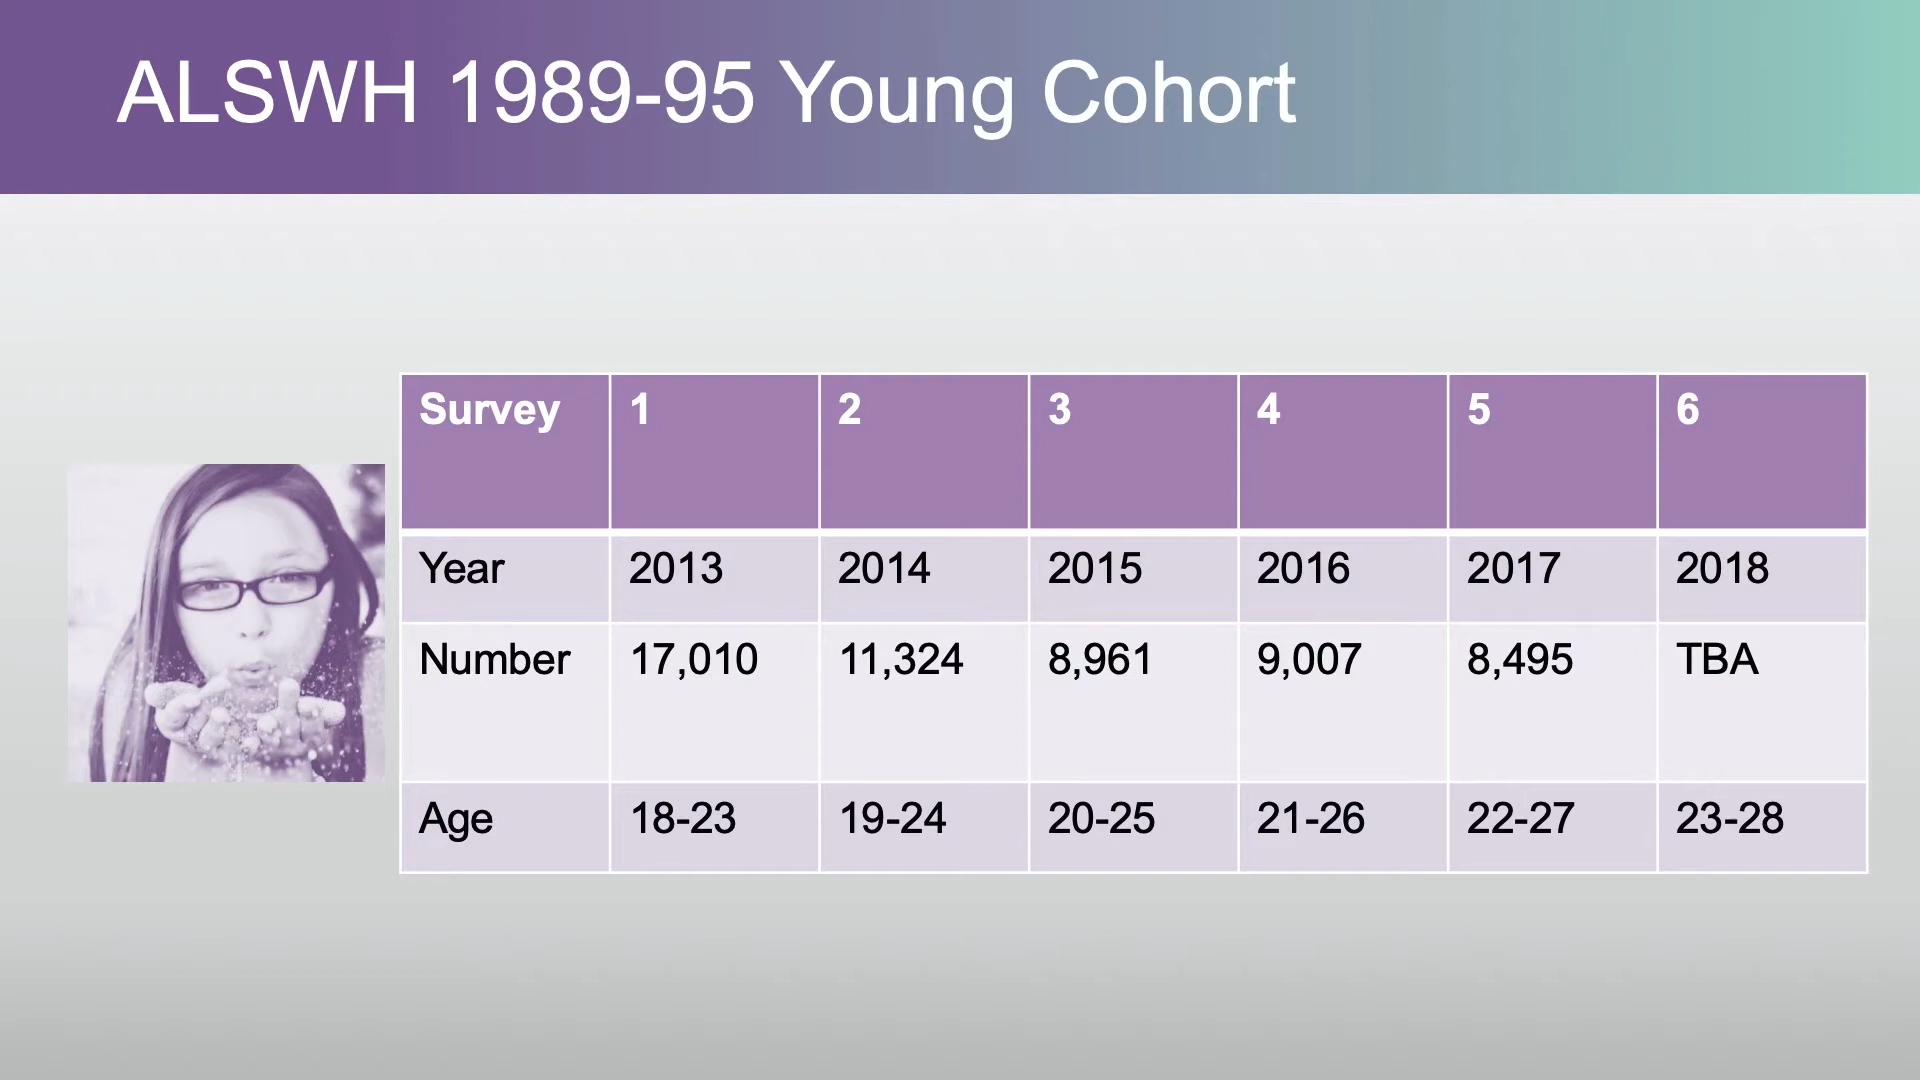 ALSWH 1989-95 Young Cohort
Survey 1 2 3 4 5 6
Year 2013 2014 2015 2016 2017 2018
Number 17,010 11,324 8,961 9,007 8,495 TBA
Age 18-23 19-24 20-25 21-26 22-27 23-28